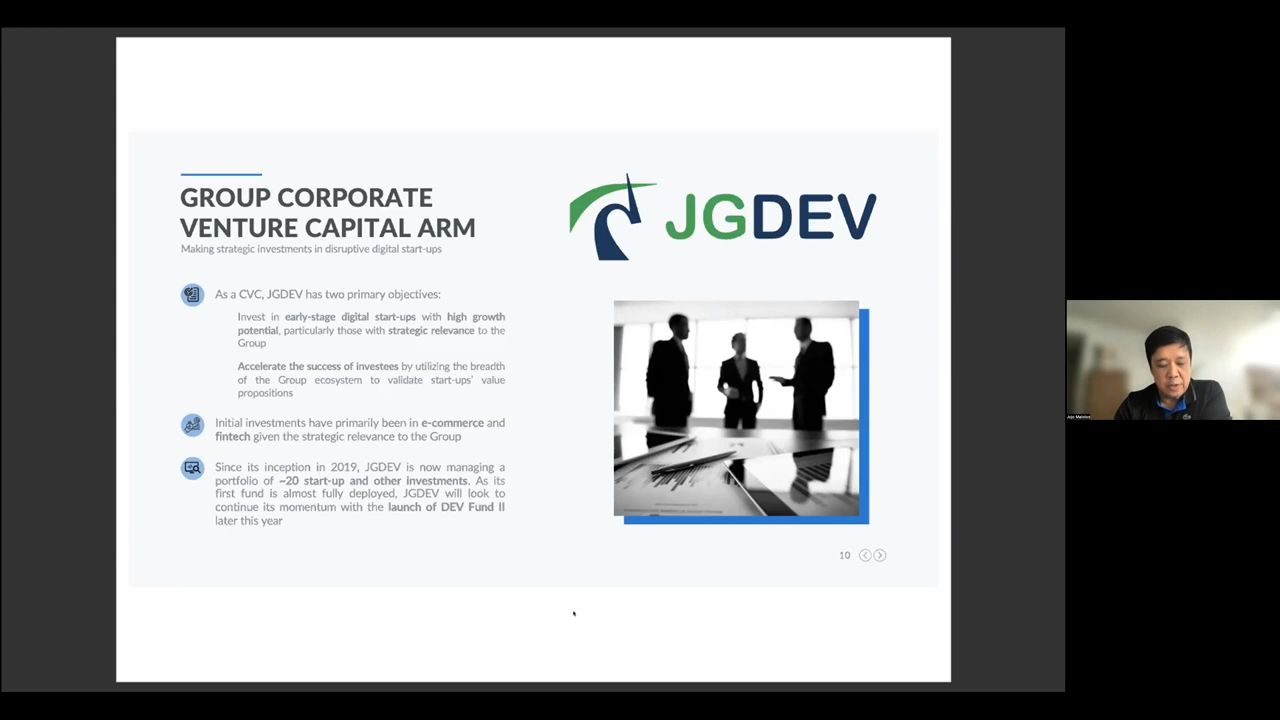 GROUP CORPORATE
VENTURE CAPITAL ARM
Making strategic investments in disruptive digital start-ups
As a CVC, JGDEV has two primary objectives:
Invest in early-stage digital start-ups with high growth
potential, particularly those with strategic relevance to the
Group
Accelerate the success of investees by utilizing the breadth
of the Group ecosystem to validate start-ups' value
propositions
Initial investments have primarily been in e-commerce and
fintech given the strategic relevance to the Group
Since its inception in 2019, JGDEV is now managing a
portfolio of ~20 start-up and other investments. As its
first fund is almost fully deployed, JGDEV will look to
continue its momentum with the launch of DEV Fund II
later this year
JGDEV
10